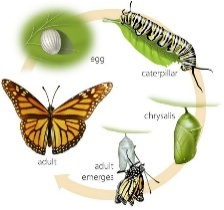 egg
caterpillar
chrysalis
adult
emerges
adult